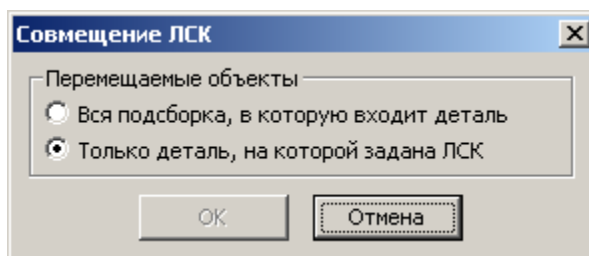 Совмещение ЛСК
Перемещаемые объекты
Вся подсборка, в которую входит деталь
Только деталь, на которой задана ЛСК
OK
Отмена